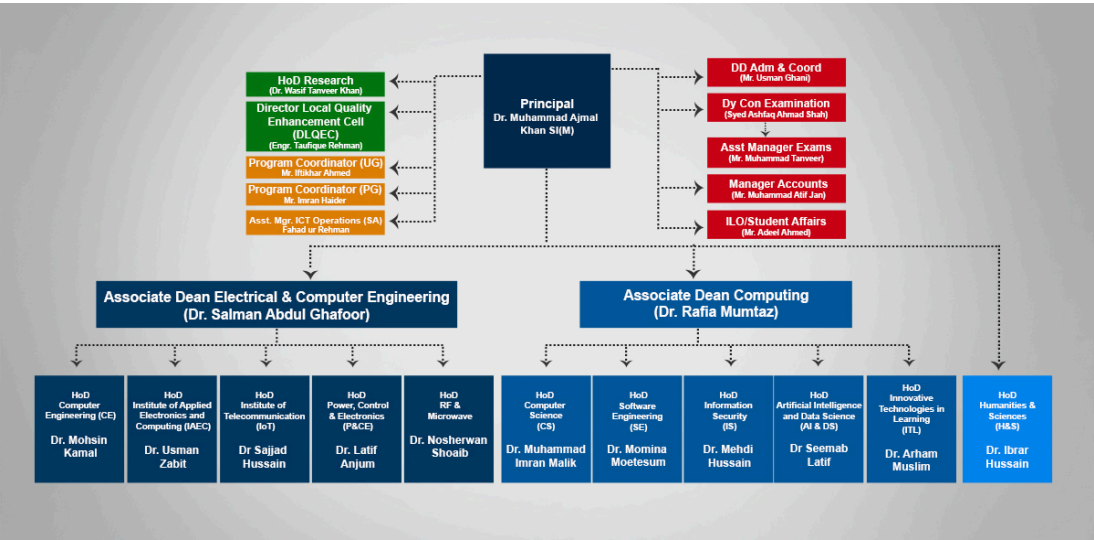 Principal
Dr. Muhammad Ajmal
Khan SI(M)
HoD Research
(Dr. Wasif Tanveer Khan)
Director Local Quality
Enhancement Cell
(DLQEC)
(Engr. Taufique Rehman)
Program Coordinator (UG)
Mr. Iftikhar Ahmed
Program Coordinator (PG)
Mr. Imran Haider
Asst. Mgr. ICT Operations (SA)
Fahad ur Rehman
DD Adm & Coord
(Mr. Usman Ghani)
Dy Con Examination
(Syed Ashfaq Ahmad Shah)
Asst Manager Exams
(Mr. Muhammad Tanveer)
Manager Accounts
(Mr. Muhammad Atif Jan)
ILO/Student Affairs
(Mr. Adeel Ahmed)
Associate Dean Electrical & Computer Engineering
(Dr. Salman Abdul Ghafoor)
Associate Dean Computing
(Dr. Rafia Mumtaz)
HoD
Computer
Engineering (CE)
Dr. Mohsin
Kamal
HoD
Institute of Applied
Electronics and
Computing (IAEC)
Dr. Usman
Zabit
HoD
Institute of
Telecommunication
(IoT)
Dr Sajjad
Hussain
HoD
Power, Control
& Electronics
(P&CE)
Dr. Latif
Anjum
HoD
RF &
Microwave
Dr. Nosherwan
Shoaib
HoD
Computer
Science
(CS)
Dr. Muhammad
Imran Malik
HoD
Software
Engineering
(SE)
Dr. Momina
Moetesum
HoD
Information
Security
(IS)
Dr. Mehdi
Hussain
HoD
Artificial Intelligence
and Data Science
(AI & DS)
Dr Seemab
Latif
HoD
Innovative
Technologies in
Learning
(ITL)
Dr. Arham
Muslim
HoD
Humanities &
Sciences
(H&S)
Dr. Ibrar
Hussain